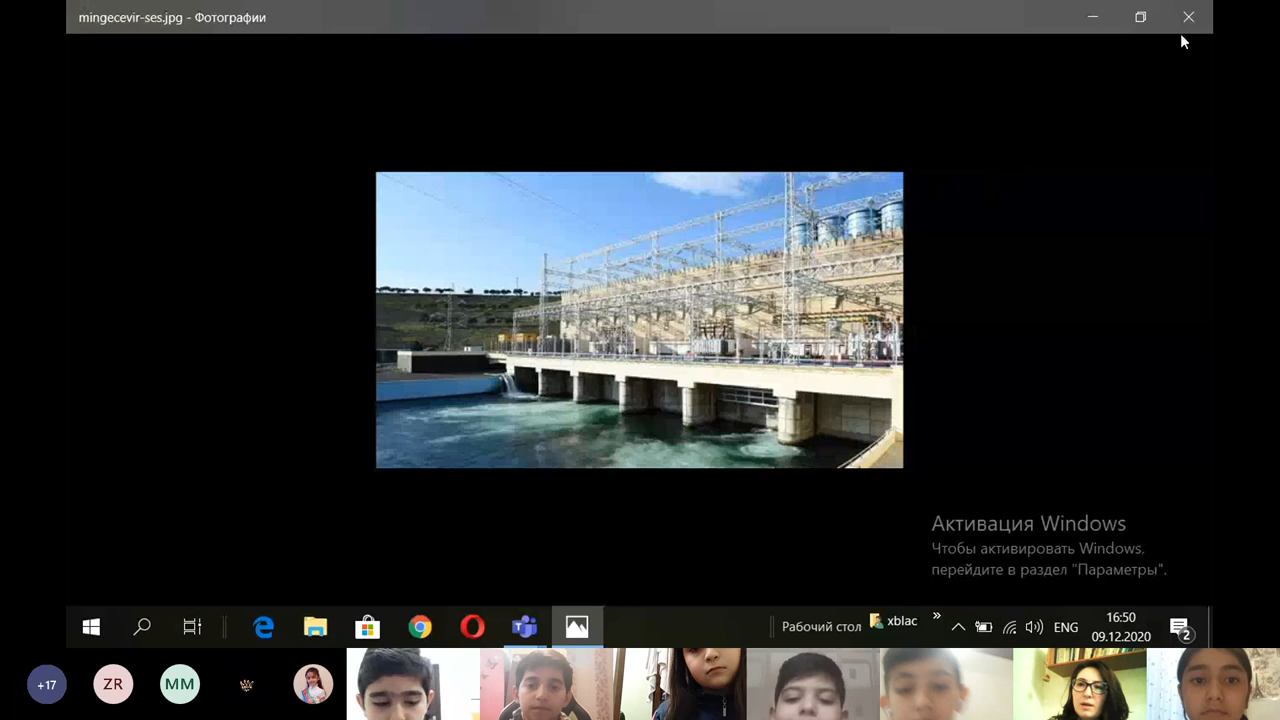 mingecevir-ses.jpg - Фотографии
Активация Windows
Чтобы активировать Windows,
перейдите в раздел "Параметры".
Рабочий стол
xblac
ENG
16:50
09.12.2020
2
+17
ZR
MM